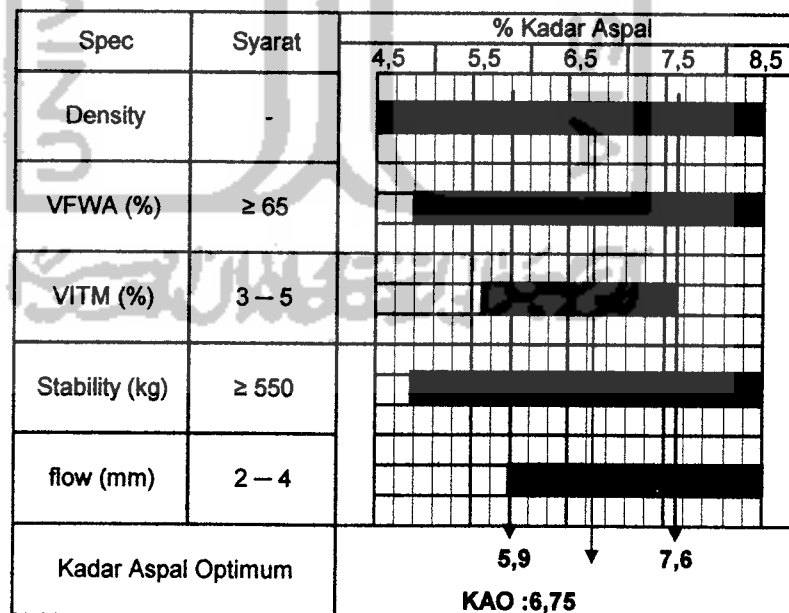 Spec Syarat % Kadar Aspal
4,5 5,5 6,5 7,5 8,5
Density -
VFWA (%) ≥ 65
VITM (%) 3 – 5
Stability (kg) ≥ 550
flow (mm) 2 – 4
Kadar Aspal Optimum 5,9 7,6
KAO :6,75